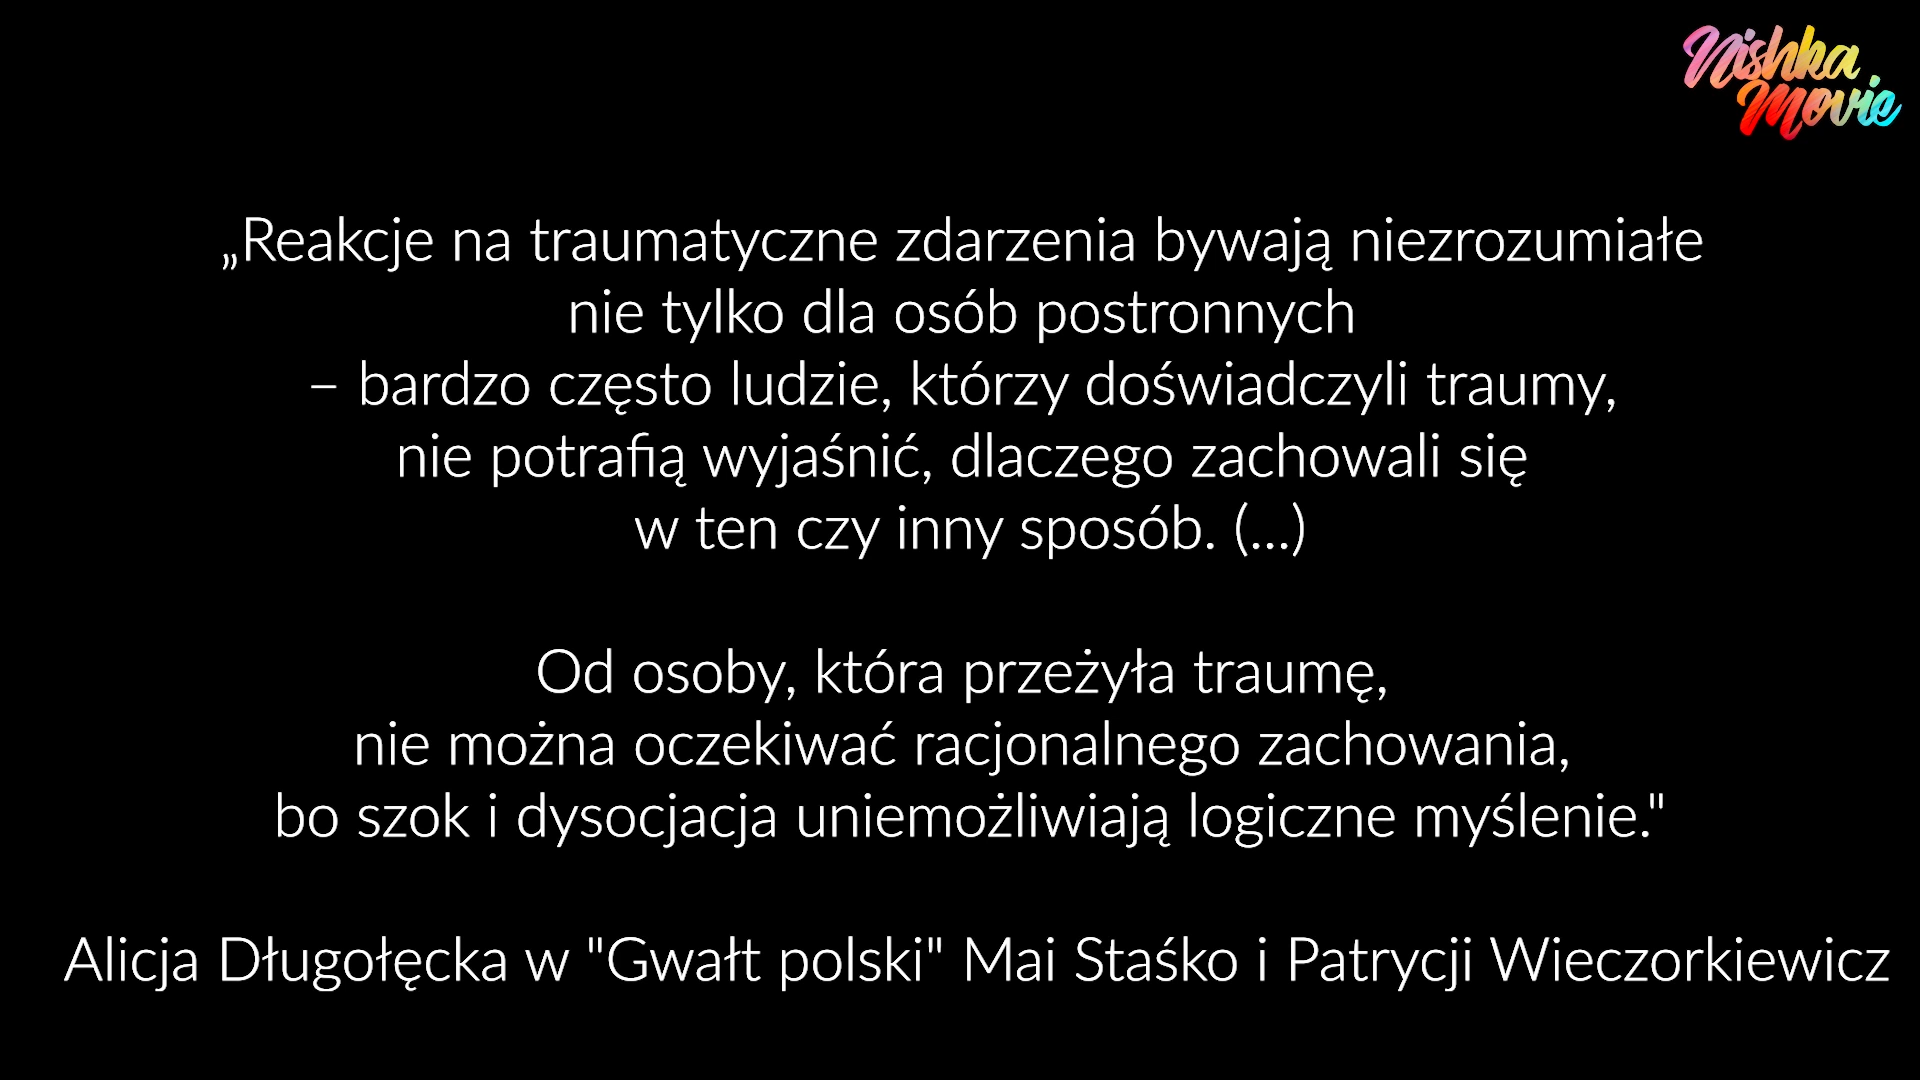 Nishka
Movie
„Reakcje na traumatyczne zdarzenia bywają niezrozumiałe
nie tylko dla osób postronnych
– bardzo często ludzie, którzy doświadczyli traumy,
nie potrafią wyjaśnić, dlaczego zachowali się
w ten czy inny sposób. (...)
Od osoby, która przeżyła traumę,
nie można oczekiwać racjonalnego zachowania,
bo szok i dysocjacja uniemożliwiają logiczne myślenie."
Alicja Długołęcka w "Gwałt polski" Mai Staśko i Patrycji Wieczorkiewicz